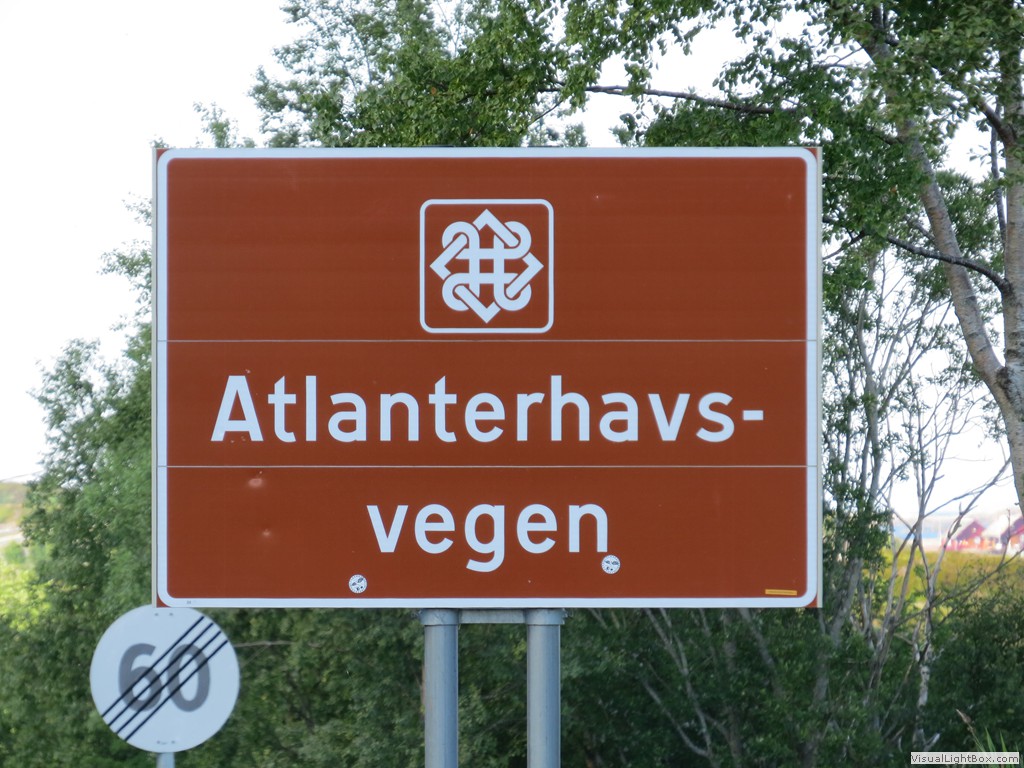 Atlanterhavs-
vegen
60
VisualLightBox.com